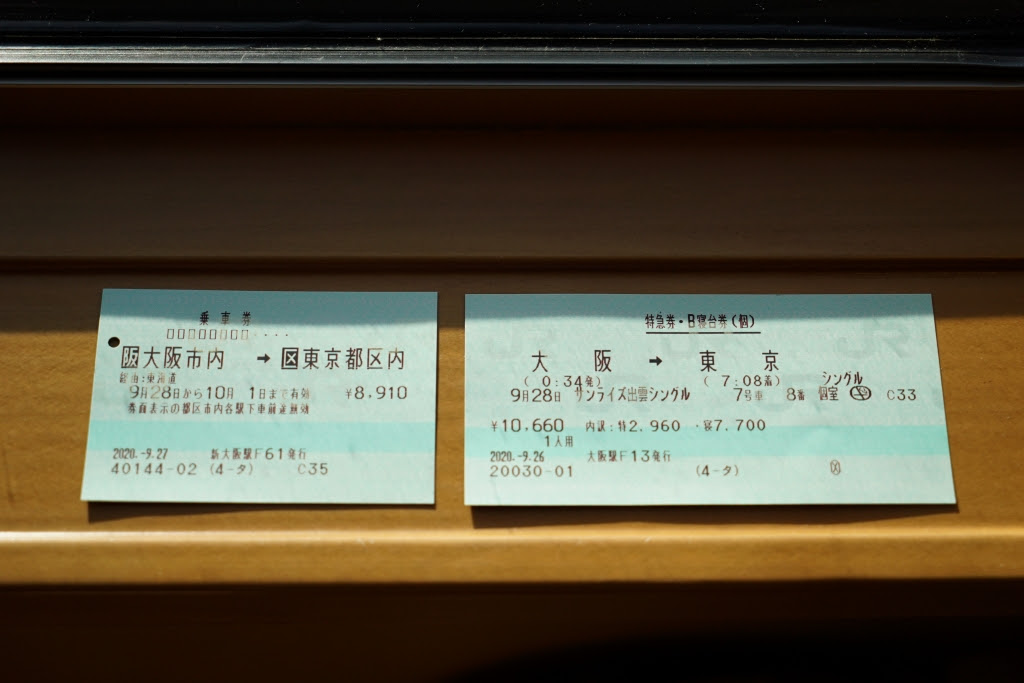 乗車券
阪大阪市内 → 区東京都区内
経由:東海道
9月28日から10月 1日まで有効 ¥8,910
券面表示の都区市内各駅下車前途無効
2020.-9.27 新大阪駅F61発行
40144-02 (4-タ) C35
特急券・B寝台券(個)
大 阪 → 東 京
( 0:34発) ( 7:08着) シングル
9月28日 サンライズ出雲シングル 7号車 8番 個室 C33
¥10,660 内訳:特2,960 ・寝7,700
1人用
2020.-9.26 大阪駅F13発行
20030-01 (4-タ)